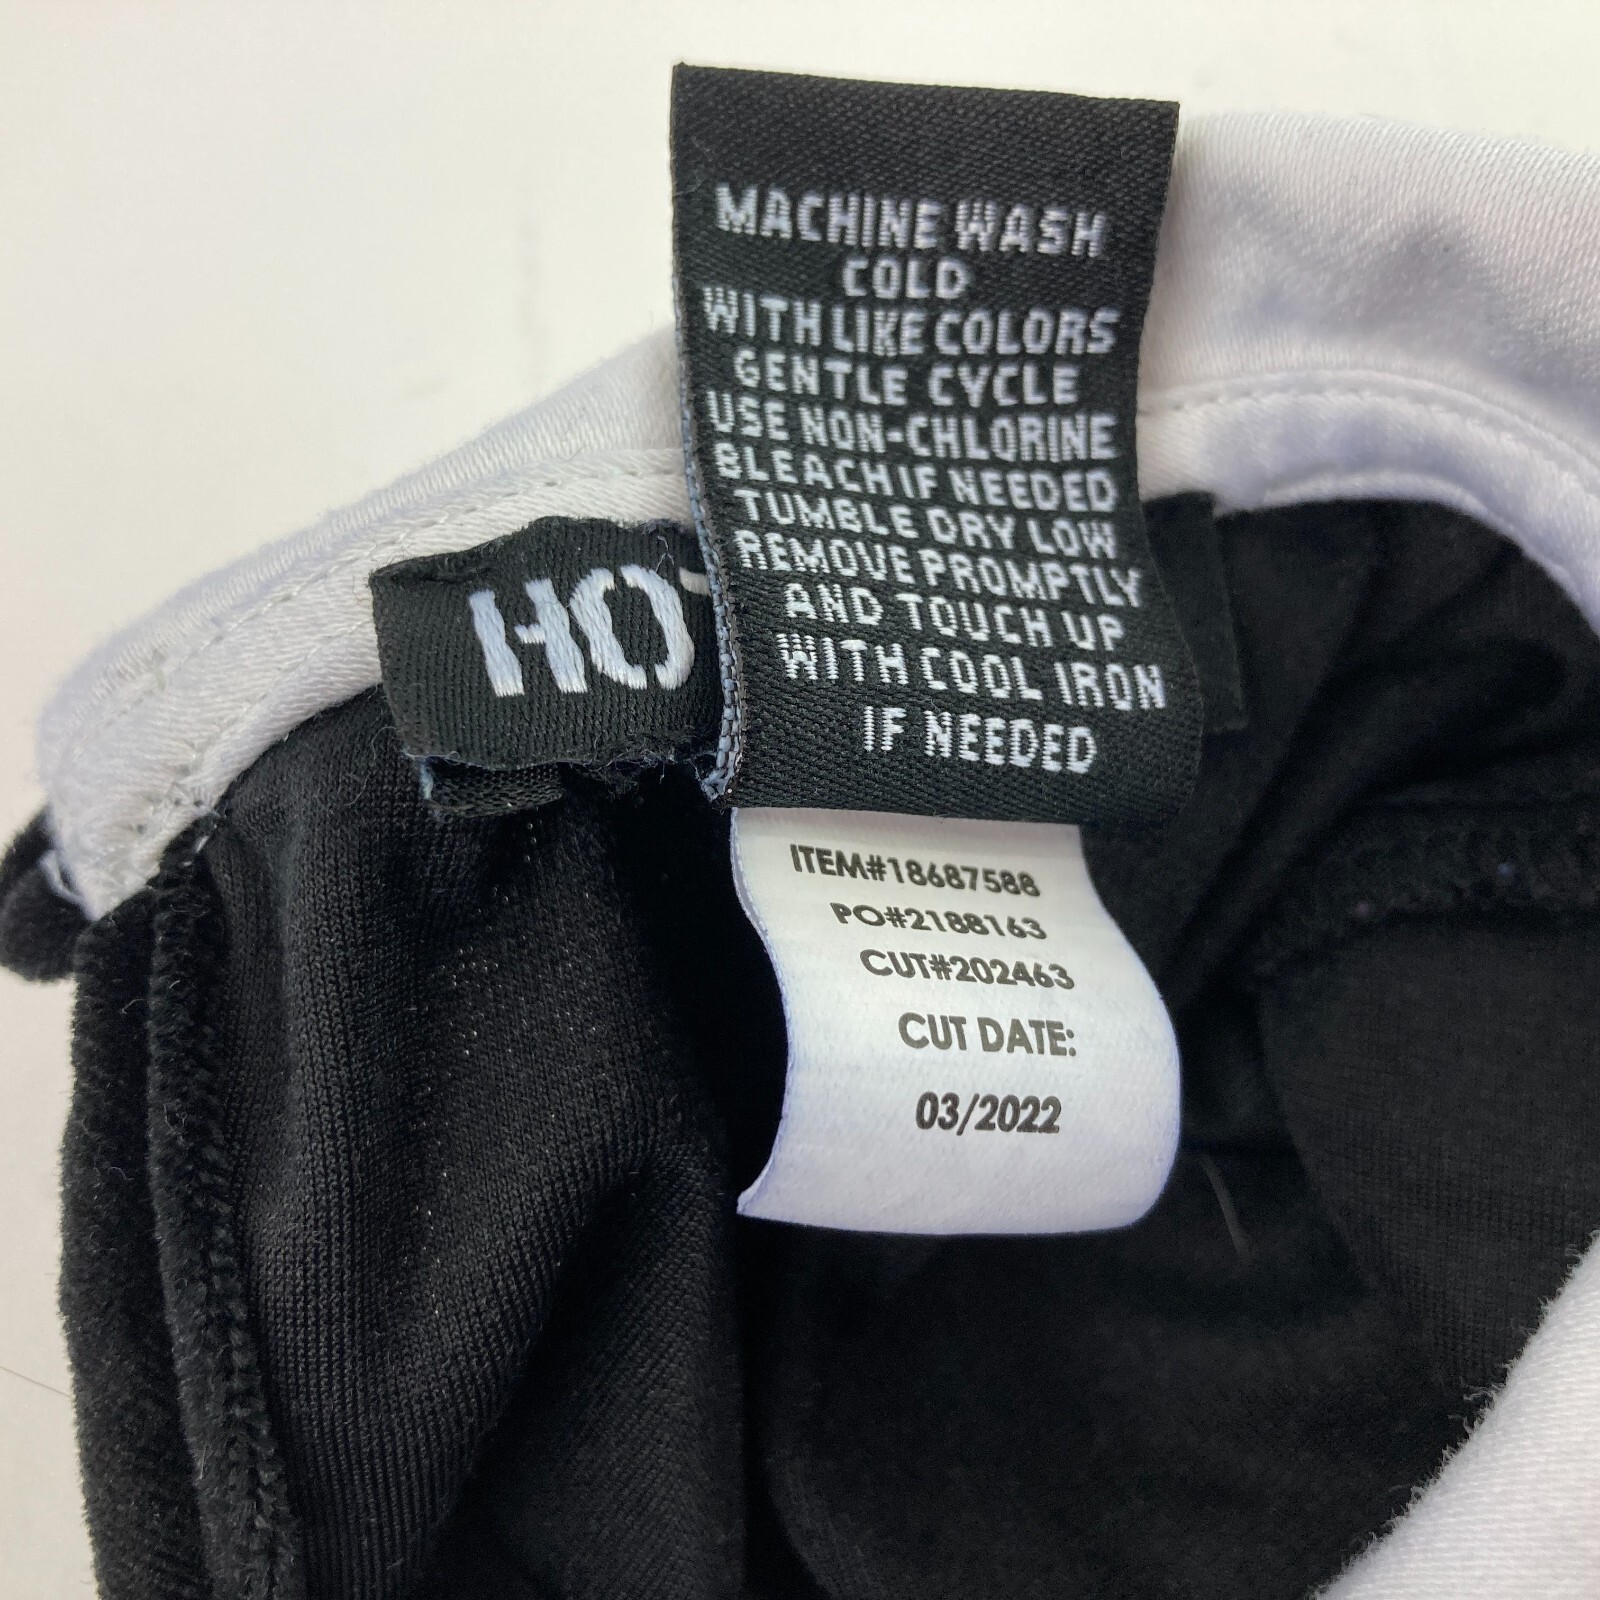 MACHINE WASH
COLD
WITH LIKE COLORS
GENTLE CYCLE
USE NON-CHLORINE
BLEACH IF NEEDED
TUMBLE DRY LOW
REMOVE PROMPTLY
AND TOUCH UP
WITH COOL IRON
IF NEEDED
HO
ITEM#18687588
PO#2188163
CUT#202463
CUT DATE:
03/2022